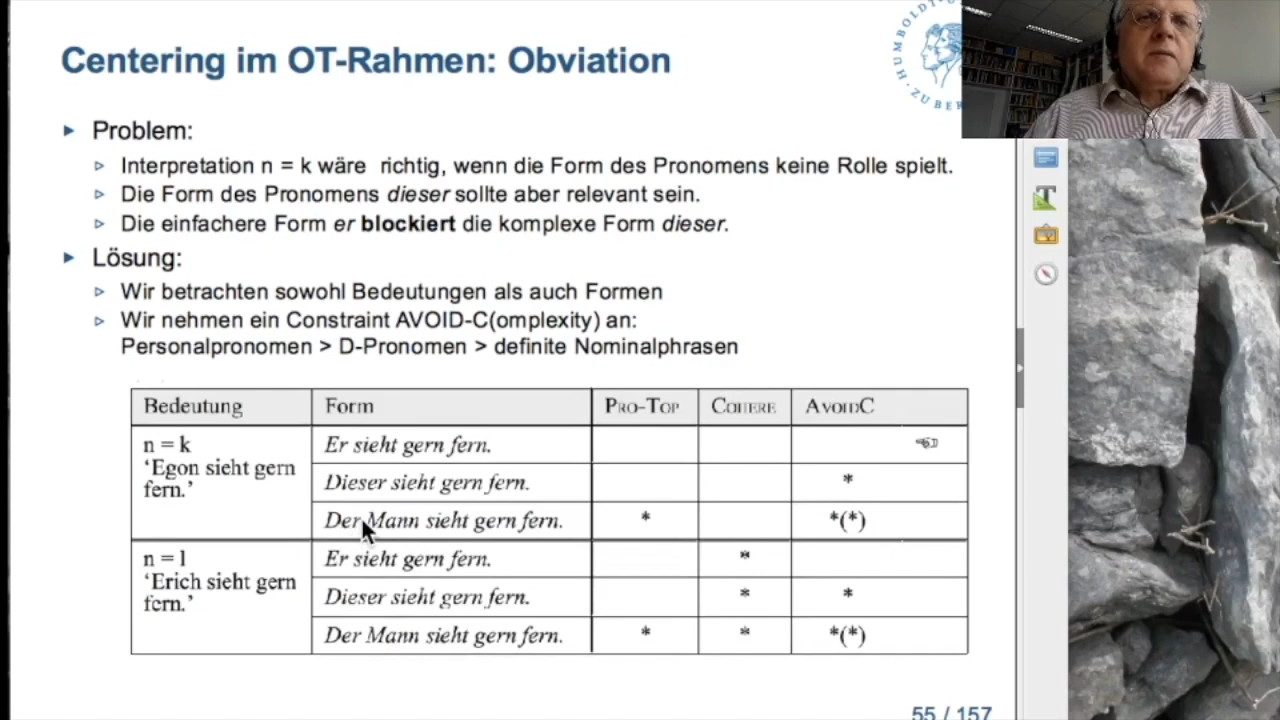 Centering im OT-Rahmen: Obviation
HUMBOLDT
ZU BER
Problem:
Interpretation n = k wäre richtig, wenn die Form des Pronomens keine Rolle spielt.
Die Form des Pronomens dieser sollte aber relevant sein.
Die einfachere Form er blockiert die komplexe Form dieser.
Lösung:
Wir betrachten sowohl Bedeutungen als auch Formen
Wir nehmen ein Constraint AVOID-C(omplexity) an:
Personalpronomen > D-Pronomen > definite Nominalphrasen
Bedeutung Form PRO-TOP COHERE AVOIDC
n = k
'Egon sieht gern
fern.'
Er sieht gern fern.
Dieser sieht gern fern. *
Der Mann sieht gern fern. * *(*)
n = l
'Erich sieht gern
fern.'
Er sieht gern fern. *
Dieser sieht gern fern. * *
Der Mann sieht gern fern. * * *(*)
55 / 157